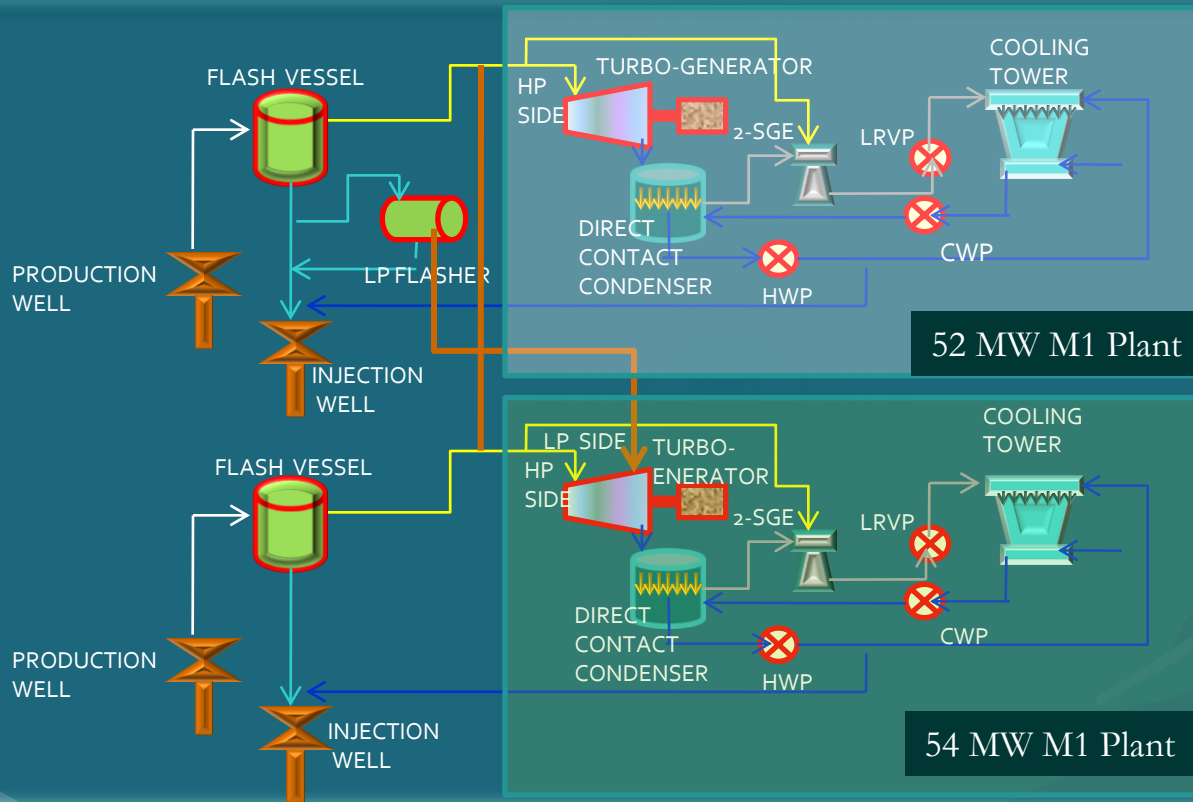 FLASH VESSEL
HP
SIDE
TURBO-GENERATOR
COOLING
TOWER
2-SGE
LRVP
PRODUCTION
WELL
LP FLASHER
DIRECT
CONTACT
CONDENSER
HWP
CWP
INJECTION
WELL
52 MW M1 Plant
FLASH VESSEL
LP SIDE
HP
SIDE
TURBO-
ENERATOR
COOLING
TOWER
2-SGE
LRVP
PRODUCTION
WELL
DIRECT
CONTACT
CONDENSER
HWP
CWP
INJECTION
WELL
54 MW M1 Plant